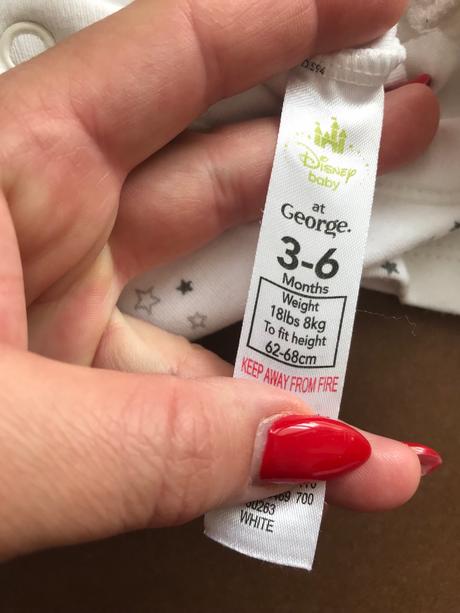 Disney
baby
at
George.
3-6
Months
Weight
18lbs 8kg
To fit height
62-68cm
KEEP AWAY FROM FIRE
700
WHITE